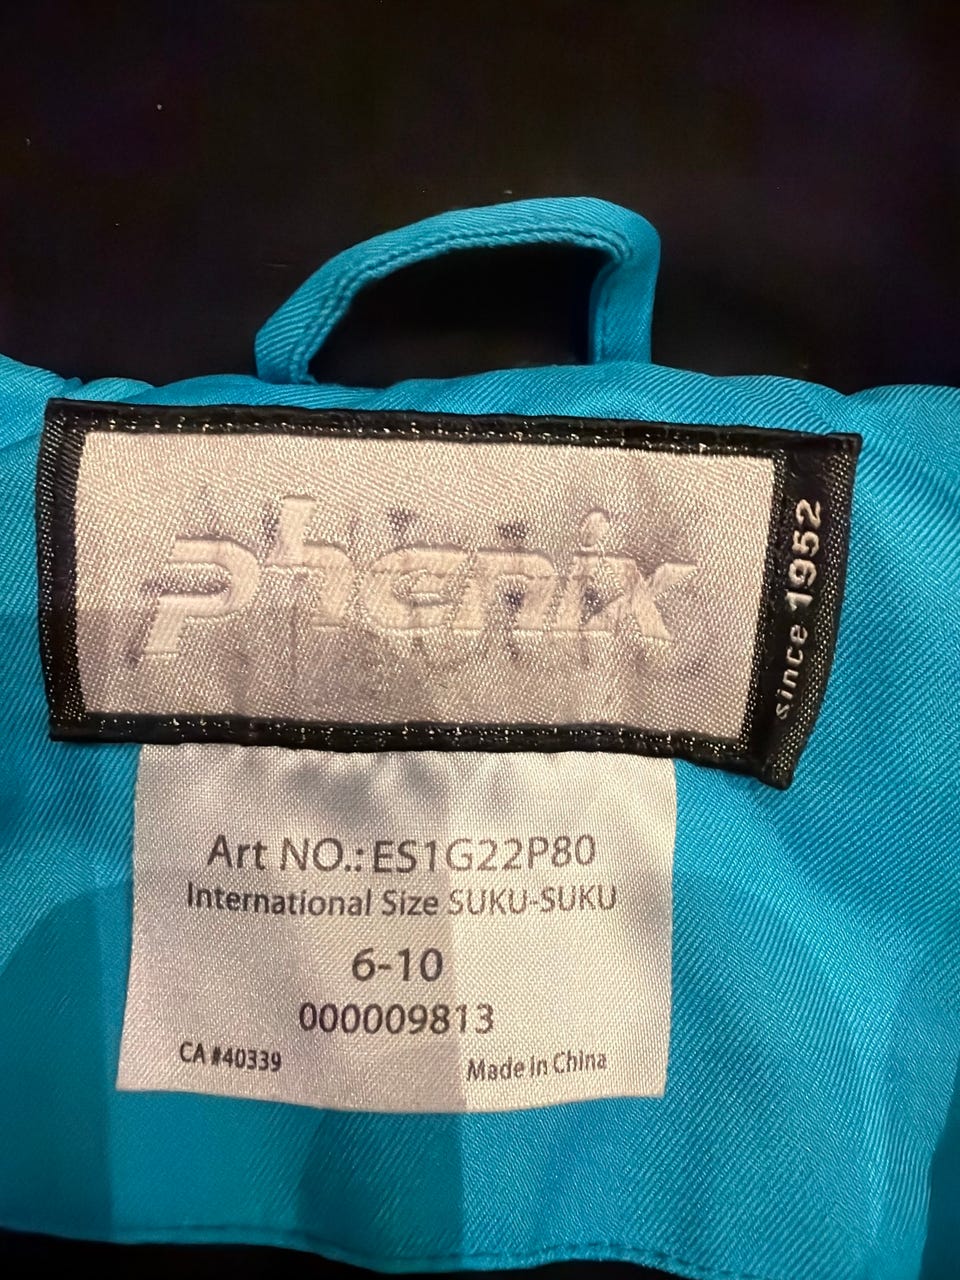 phenix
since 1952
Art NO.:ES1G22P80
International Size SUKU-SUKU
6-10
000009813
CA #40339
Made in China